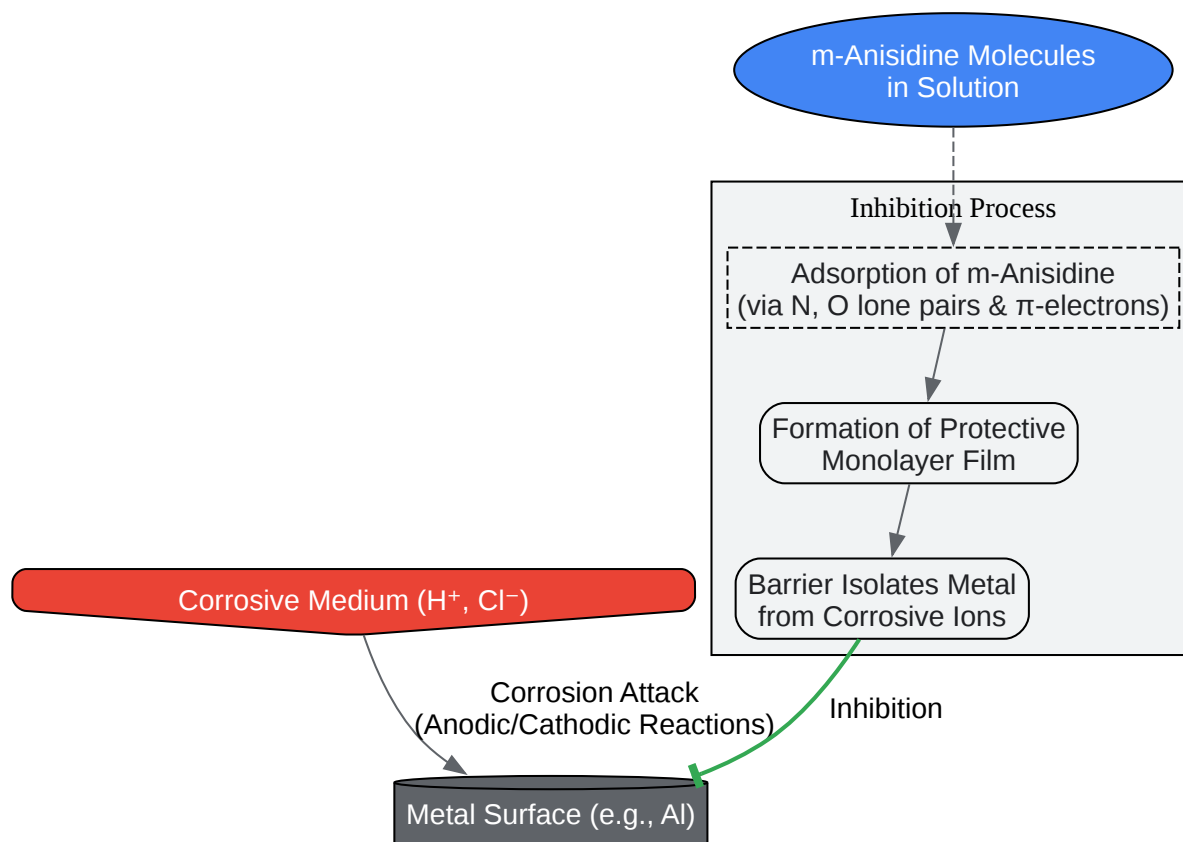 m-Anisidine Molecules
in Solution
Inhibition Process
Adsorption of m-Anisidine
(via N, O lone pairs & π-electrons)
Formation of Protective
Monolayer Film
Barrier Isolates Metal
from Corrosive Ions
Corrosive Medium (H⁺, Cl⁻)
Corrosion Attack
(Anodic/Cathodic Reactions)
Inhibition
Metal Surface (e.g., Al)